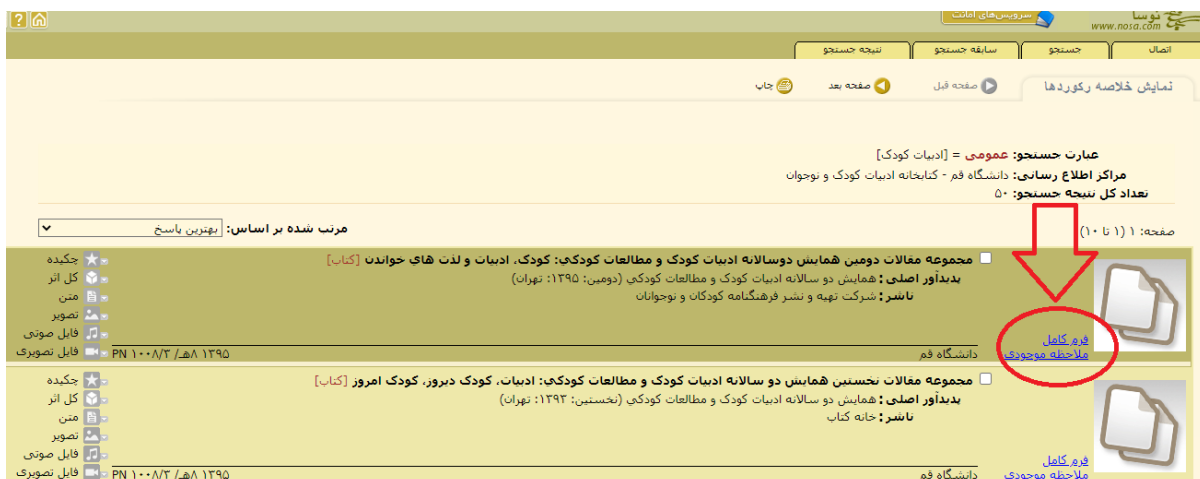 نوسا
www.nosa.com
سرویس‌های امانت
اتصال
جستجو
سابقه جستجو
نتیجه جستجو
نمایش خلاصه رکوردها
صفحه قبل
صفحه بعد
چاپ
عبارت جستجو: عمومی = [ادبیات کودک]
مراکز اطلاع رسانی: دانشگاه قم - کتابخانه ادبیات کودک و نوجوان
تعداد کل نتیجه جستجو: ۵۰
صفحه: ۱ (۱ تا ۱۰)
مرتب شده بر اساس: بهترین پاسخ
مجموعه مقالات دومین همایش دوسالانه ادبیات کودک و مطالعات کودکي: کودک، ادبیات و لذت هاي خواندن [کتاب]
پدیدآور اصلی: همایش دو سالانه ادبیات کودک و مطالعات کودکي (دومین: ۱۳۹۵: تهران)
ناشر: شرکت تهیه و نشر فرهنگنامه کودکان و نوجوانان
فرم کامل
ملاحظه موجودی
دانشگاه قم
PN ۱۰۰۸/۳ /ه‍۸ ۱۳۹۵
چکیده
کل اثر
متن
تصویر
فایل صوتی
فایل تصویری
مجموعه مقالات نخستین همایش دو سالانه ادبیات کودک و مطالعات کودکي: ادبیات، کودک دیروز، کودک امروز [کتاب]
پدیدآور اصلی: همایش دو سالانه ادبیات کودک و مطالعات کودکي (نخستین: ۱۳۹۳: تهران)
ناشر: خانه کتاب
فرم کامل
ملاحظه موجودی
دانشگاه قم
PN ۱۰۰۸/۳ /ه‍۸ ۱۳۹۵
چکیده
کل اثر
متن
تصویر
فایل صوتی
فایل تصویری